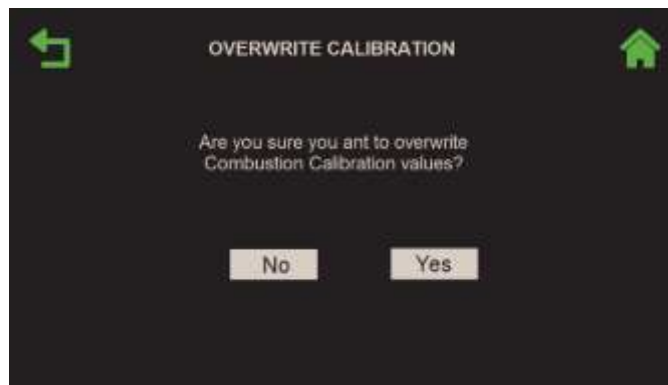 OVERWRITE CALIBRATION
Are you sure you ant to overwrite
Combustion Calibration values?
No Yes